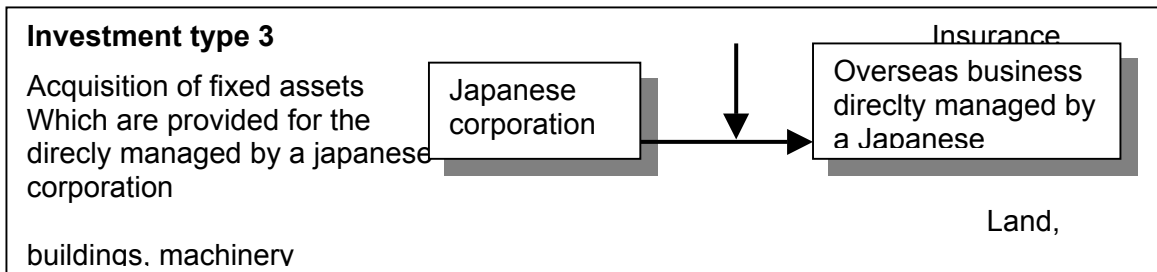 Investment type 3
Insurance
Acquisition of fixed assets
Which are provided for the
direcly managed by a japanese
corporation
Japanese
corporation
Overseas business
direclty managed by
a Japanese
Land,
buildings, machinery